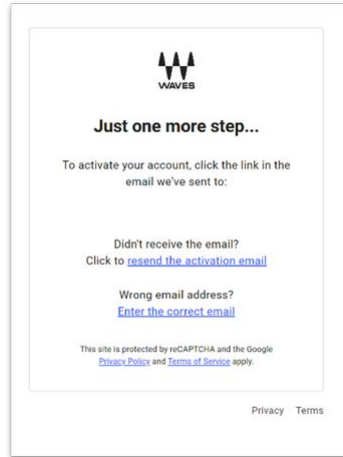 WAVES
Just one more step...
To activate your account, click the link in the
email we've sent to:
Didn't receive the email?
Click to resend the activation email
Wrong email address?
Enter the correct email
This site is protected by reCAPTCHA and the Google
Privacy Policy and Terms of Service apply.
Privacy Terms